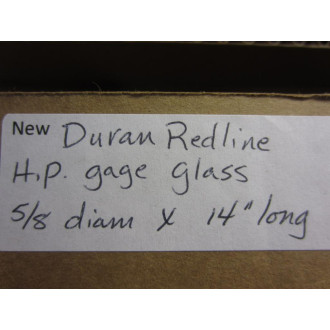 New Duran Redline
H.P. gage glass
5/8 diam x 14" long